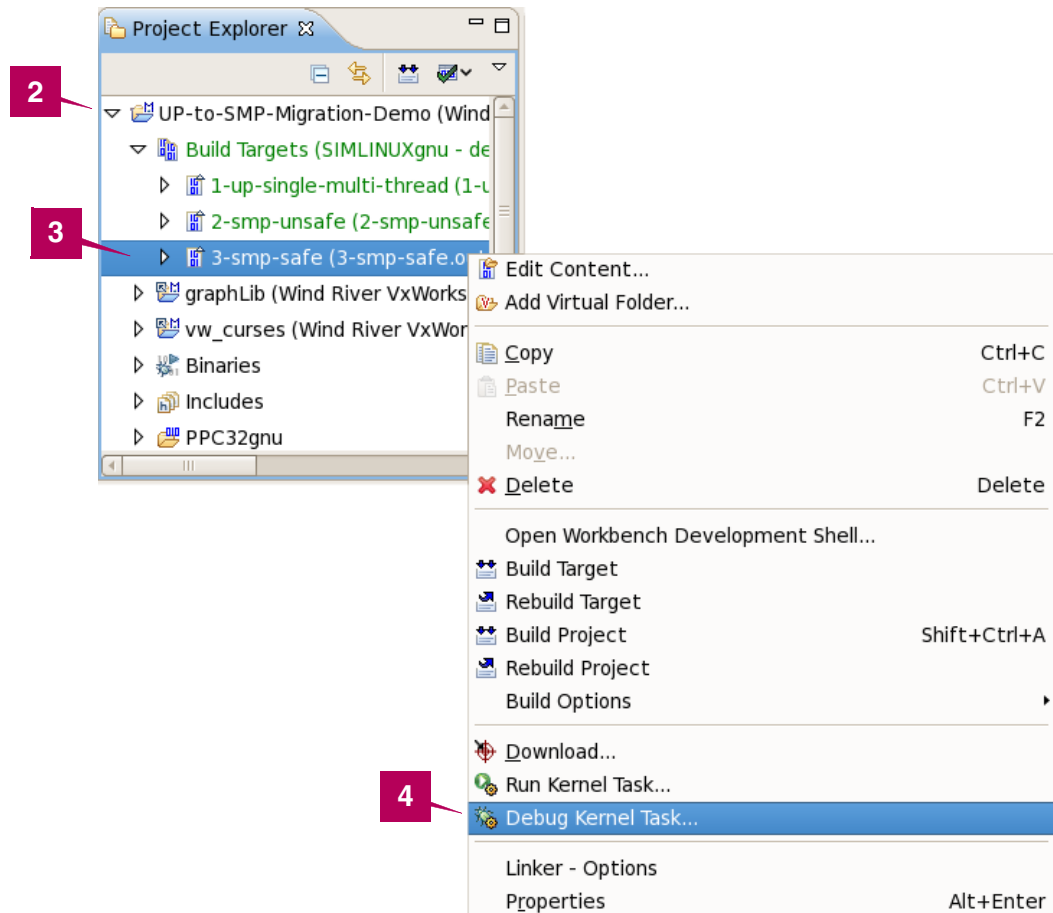 Project Explorer
2
UP-to-SMP-Migration-Demo (Wind
Build Targets (SIMLINUXgnu - de
1-up-single-multi-thread (1-u
2-smp-unsafe (2-smp-unsafe
3
3-smp-safe (3-smp-safe.out
graphLib (Wind River VxWorks
vw_curses (Wind River VxWor
Binaries
Includes
PPC32gnu
Edit Content...
Add Virtual Folder...
Copy Ctrl+C
Paste Ctrl+V
Rename F2
Move...
Delete Delete
Open Workbench Development Shell...
Build Target
Rebuild Target
Build Project Shift+Ctrl+A
Rebuild Project
Build Options
Download...
Run Kernel Task...
4
Debug Kernel Task...
Linker - Options
Properties Alt+Enter